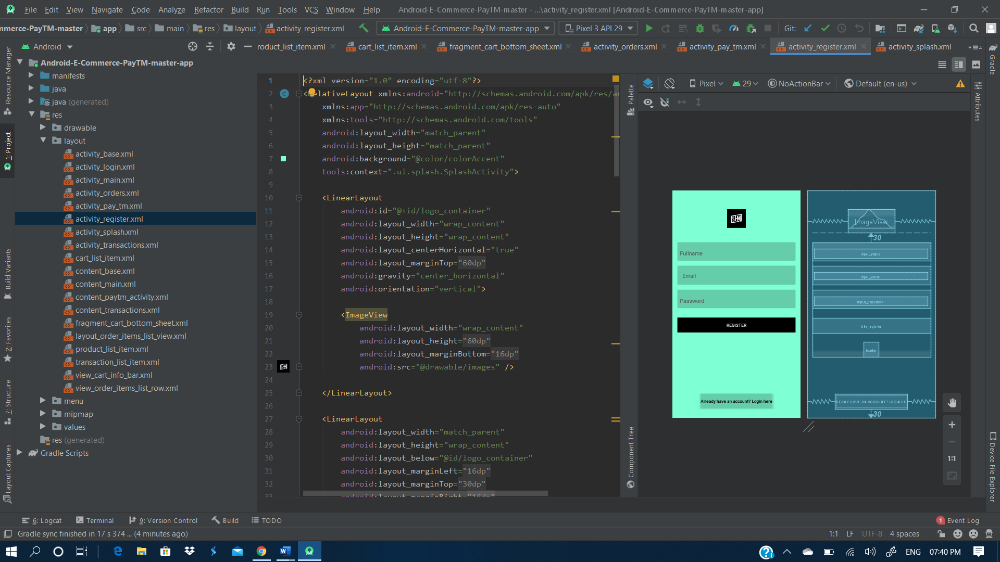 File Edit View Navigate Code Analyze Refactor Build Run Tools VCS Window Help Android-E-Commerce-PayTM-master - ...\activity_register.xml [Android-E-Commerce-PayTM-master-app]
mmerce-PayTM-master app src main res layout activity_register.xml Android-E-Commerce-PayTM-master-app Pixel 3 API 29 Git:
Android
roduct_list_item.xml cart_list_item.xml fragment_cart_bottom_sheet.xml activity_orders.xml activity_pay_tm.xml activity_register.xml activity_splash.xml 4
Resource Manager
1: Project
Build Variants
2: Favorites
7: Structure
Layout Captures
Android-E-Commerce-PayTM-master-app
manifests
java
java (generated)
res
drawable
layout
activity_base.xml
activity_login.xml
activity_main.xml
activity_orders.xml
activity_pay_tm.xml
activity_register.xml
activity_splash.xml
activity_transactions.xml
cart_list_item.xml
content_base.xml
content_main.xml
content_paytm_activity.xml
content_transactions.xml
fragment_cart_bottom_sheet.xml
layout_order_items_list_view.xml
product_list_item.xml
transaction_list_item.xml
view_cart_info_bar.xml
view_order_items_list_row.xml
menu
mipmap
values
res (generated)
Gradle Scripts
1 <?xml version="1.0" encoding="utf-8"?>
2 C <RelativeLayout xmlns:android="http://schemas.android.com/apk/res/an
3 xmlns:app="http://schemas.android.com/apk/res-auto"
4 xmlns:tools="http://schemas.android.com/tools"
5 android:layout_width="match_parent"
6 android:layout_height="match_parent"
7 android:background="@color/colorAccent"
8 tools:context=".ui.splash.SplashActivity">
9
10 <LinearLayout
11 android:id="@+id/logo_container"
12 android:layout_width="wrap_content"
13 android:layout_height="wrap_content"
14 android:layout_centerHorizontal="true"
15 android:layout_marginTop="60dp"
16 android:gravity="center_horizontal"
17 android:orientation="vertical">
18
19 <ImageView
20 android:layout_width="wrap_content"
21 android:layout_height="60dp"
22 android:layout_marginBottom="16dp"
23 android:src="@drawable/images" />
24
25 </LinearLayout>
26
27 <LinearLayout
28 android:layout_width="match_parent"
29 android:layout_height="wrap_content"
30 android:layout_below="@id/logo_container"
31 android:layout_marginLeft="16dp"
32 android:layout_marginTop="30dp"
33 android:layout_marginRight="16dp"
Palette
Component Tree
Pixel 29 NoActionBar Default (en-us)
SHM
Fullname
Email
Password
REGISTER
Already have an account? Login here
ImageView
30
input_name
input_email
input_password
btn_register
loader
READY HAVE AN ACCOUNT? LOGIN HE
30
1:1
Gradle
Attributes
Device File Explorer
6: Logcat Terminal 9: Version Control Build TODO 1 Event Log
Gradle sync finished in 17 s 374 ... (4 minutes ago) 1:1 LF UTF-8 4 spaces
ENG 07:40 PM